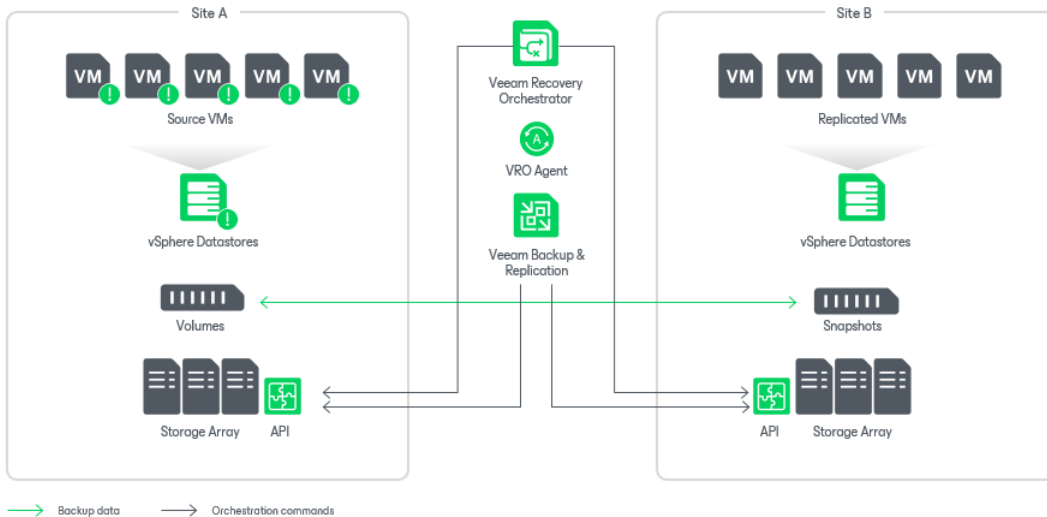 Site A
Site B
VM VM VM VM VM
! ! ! ! !
Source VMs
Veeam Recovery
Orchestrator
VM VM VM VM VM
Replicated VMs
A
VRO Agent
!
vSphere Datastores
Veeam Backup &
Replication
vSphere Datastores
Volumes
Snapshots
Storage Array
API
API
Storage Array
Backup data
Orchestration commands